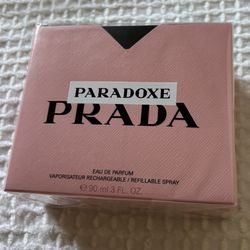 PARADOXE
PRADA
EAU DE PARFUM
VAPORISATEUR RECHARGEABLE / REFILLABLE SPRAY
℮ 90 ml 3 FL. OZ.